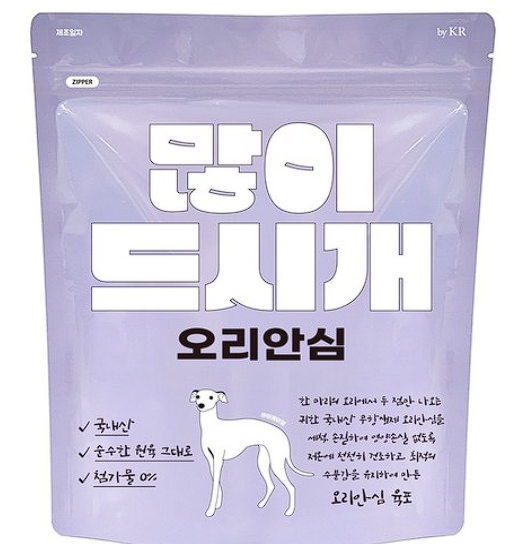 제조일자
by KR
ZIPPER
많이
드시개
오리안심
✓ 국내산
✓ 순수한 원육 그대로
✓ 첨가물 0%
한 마리의 오리에서 두 점만 나오는
귀한 국내산 무항생제 오리안심을
세척, 손질하여 영양손실 없도록
저온에 천천히 건조하고 최적의
수분감을 유지하여 만든
오리안심 육포